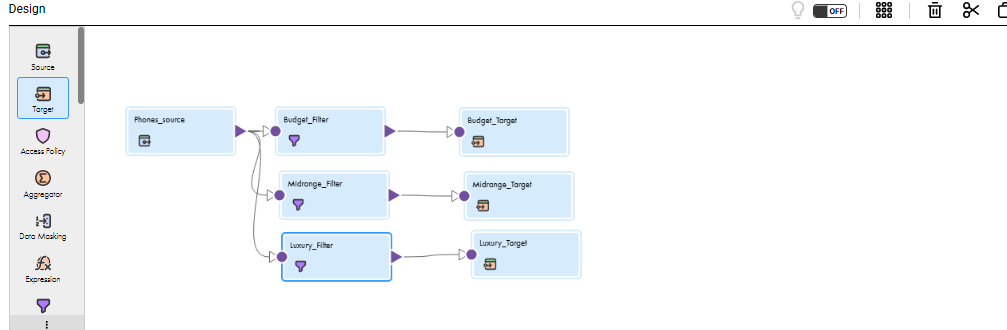 Design
OFF
Source
Target
Access Policy
Aggregator
Data Masking
Expression
Phones_source
Budget_Filter
Budget_Target
Midrange_Filter
Midrange_Target
Luxury_Filter
Luxury_Target